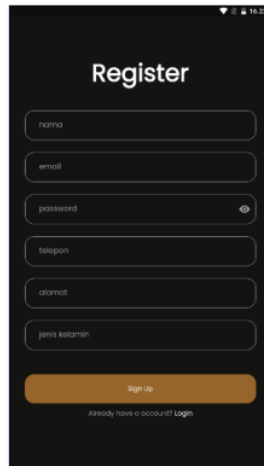 16.2
Register
nama
email
password
telepon
alamat
jenis kelamin
Sign Up
Already have a account? Login